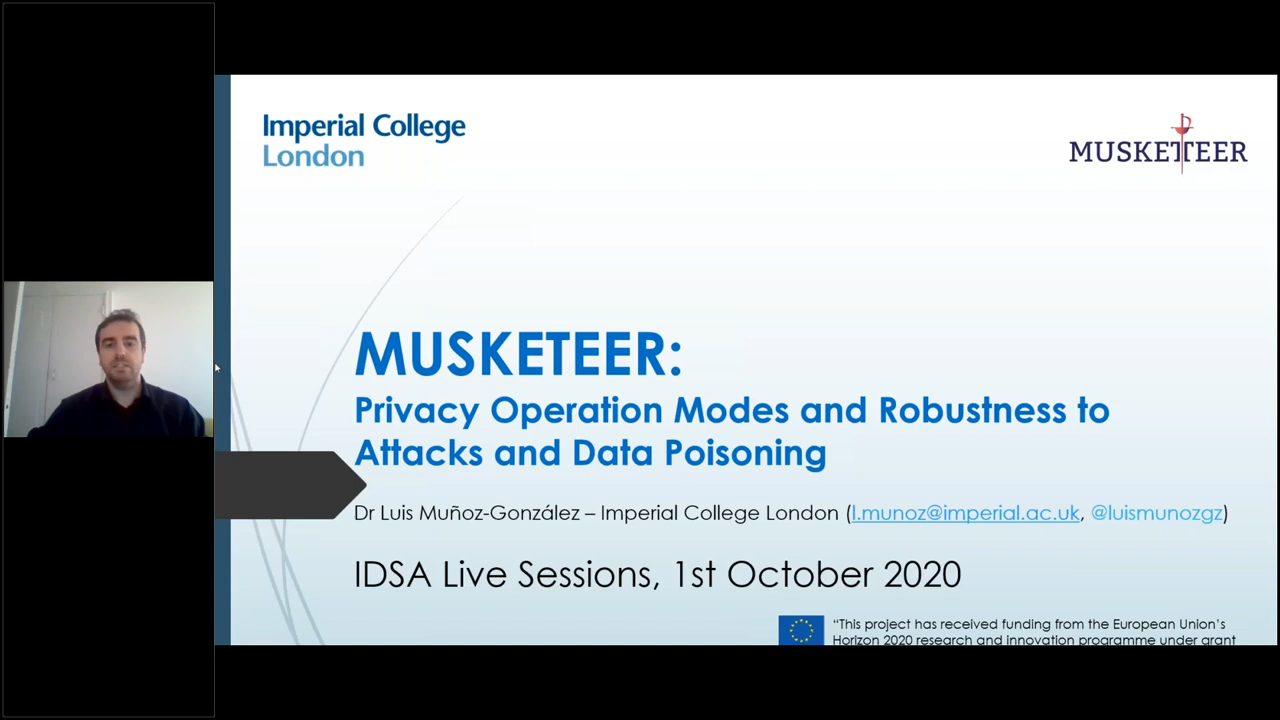 Imperial College
London
MUSKETEER
MUSKETEER:
Privacy Operation Modes and Robustness to
Attacks and Data Poisoning
Dr Luis Muñoz-González – Imperial College London (l.munoz@imperial.ac.uk, @luismunozgz)
IDSA Live Sessions, 1st October 2020
“This project has received funding from the European Union’s
Horizon 2020 research and innovation programme under grant